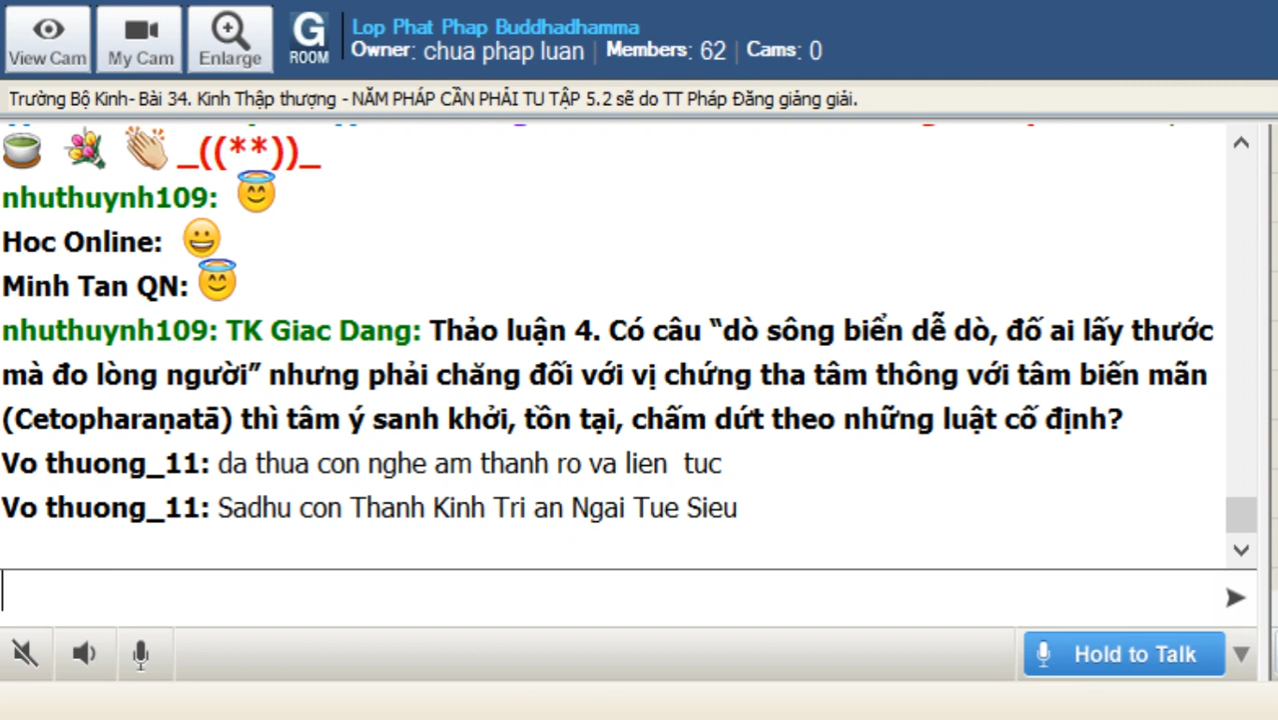 View Cam
My Cam
Enlarge
G
ROOM
Lop Phat Phap Buddhadhamma
Owner: chua phap luan | Members: 62 | Cams: 0
Trường Bộ Kinh- Bài 34. Kinh Thập thượng - NĂM PHÁP CẦN PHẢI TU TẬP 5.2 sẽ do TT Pháp Đăng giảng giải.
_((**))_
nhuthuynh109:
Hoc Online:
Minh Tan QN:
nhuthuynh109: TK Giac Dang: Thảo luận 4. Có câu “dò sông biển dễ dò, đố ai lấy thước
mà đo lòng người” nhưng phải chăng đối với vị chứng tha tâm thông với tâm biến mãn
(Cetopharaṇatā) thì tâm ý sanh khởi, tồn tại, chấm dứt theo những luật cố định?
Vo thuong_11: da thua con nghe am thanh ro va lien tuc
Vo thuong_11: Sadhu con Thanh Kinh Tri an Ngai Tue Sieu
Hold to Talk